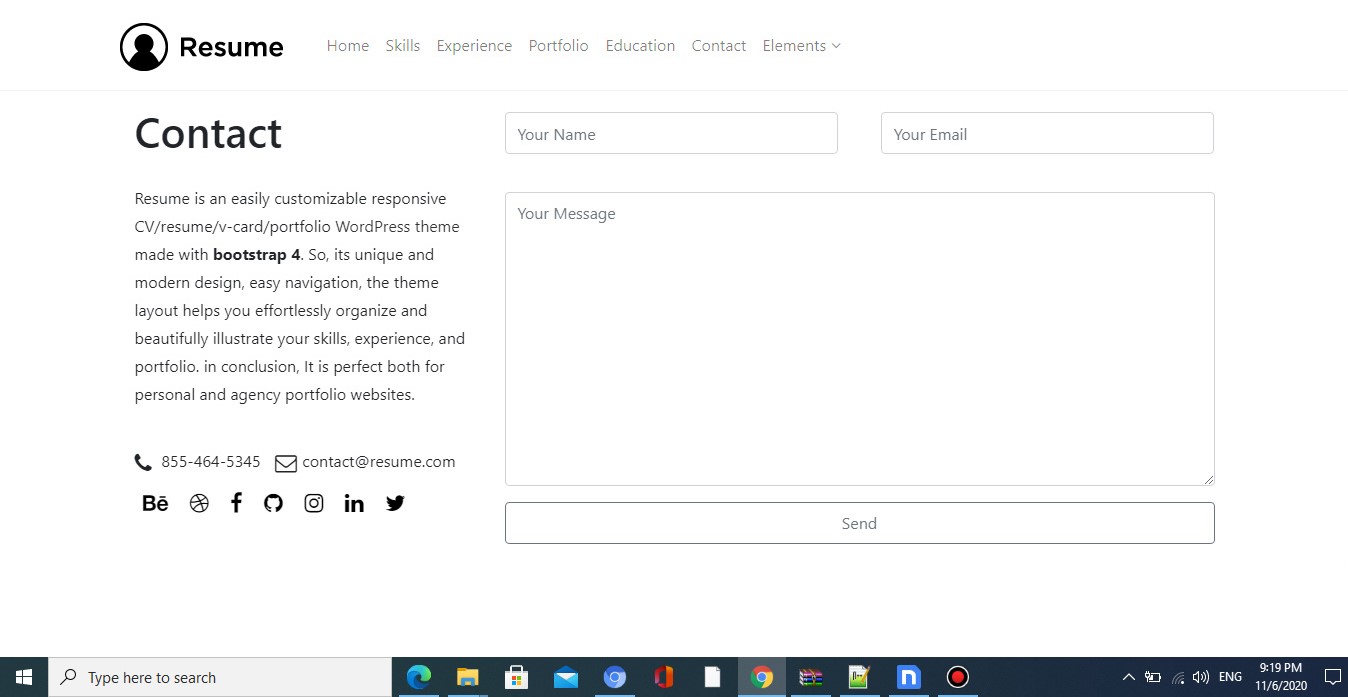 Resume
Home Skills Experience Portfolio Education Contact Elements
Contact
Resume is an easily customizable responsive
CV/resume/v-card/portfolio WordPress theme
made with bootstrap 4. So, its unique and
modern design, easy navigation, the theme
layout helps you effortlessly organize and
beautifully illustrate your skills, experience, and
portfolio. in conclusion, It is perfect both for
personal and agency portfolio websites.
855-464-5345 contact@resume.com
Bē
Your Name
Your Email
Your Message
Send
Type here to search
ENG
9:19 PM
11/6/2020